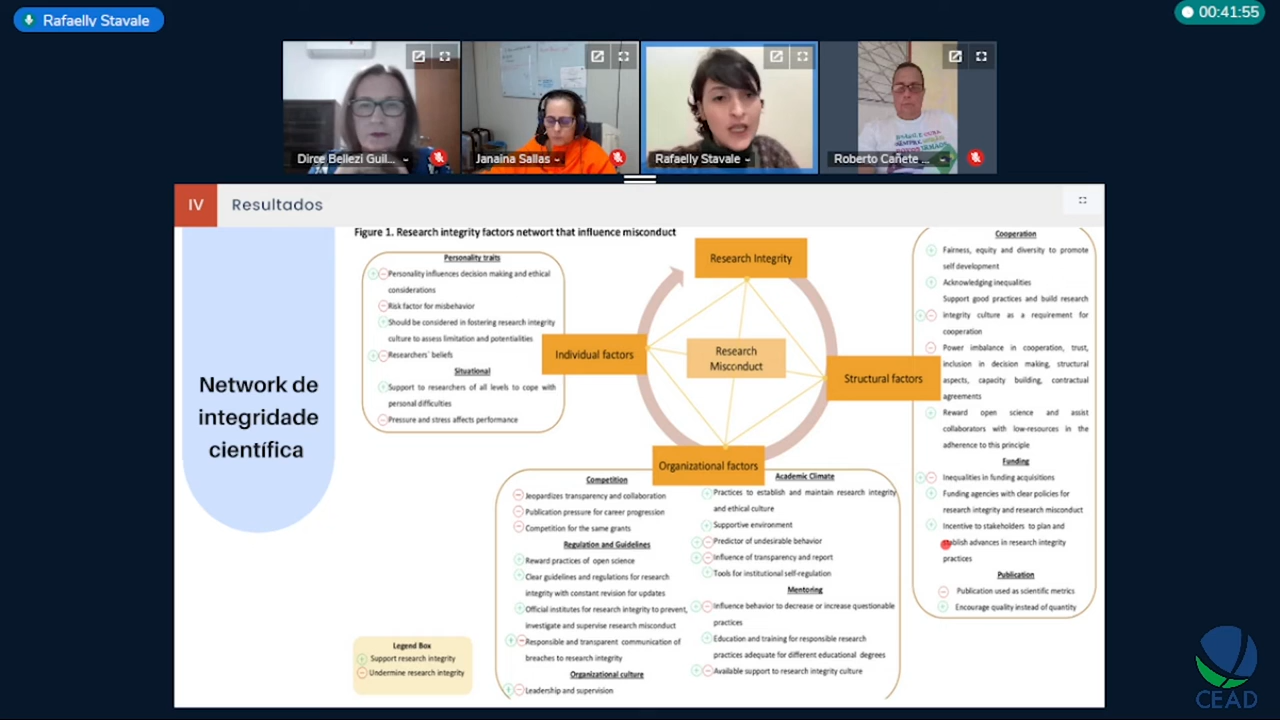 Rafaelly Stavale
00:41:55
Dirce Bellezi Guil...
Janaina Sallas
Rafaelly Stavale
Roberto Cañete ...
IV
Resultados
Network de
integridade
científica
Figure 1. Research integrity factors networt that influence misconduct
Personality traits
Personality influences decision making and ethical
considerations
Risk factor for misbehavior
Should be considered in fostering research integrity
culture to assess limitation and potentialities
Researchers´ beliefs
Situational
Support to researchers of all levels to cope with
personal difficulties
Pressure and stress affects performance
Research Integrity
Individual factors
Research
Misconduct
Structural factors
Organizational factors
Competition
Jeopardizes transparency and collaboration
Publication pressure for career progression
Competition for the same grants
Regulation and Guidelines
Reward practices of open science
Clear guidelines and regulations for research
integrity with constant revision for updates
Official institutes for research integrity to prevent,
investigate and supervise research misconduct
Responsible and transparent communication of
breaches to research integrity
Organizational culture
Leadership and supervision
Academic Climate
Practices to establish and maintain research integrity
and ethical culture
Supportive environment
Predictor of undesirable behavior
Influence of transparency and report
Tools for institutional self-regulation
Mentoring
Influence behavior to decrease or increase questionable
practices
Education and training for responsible research
practices adequate for different educational degrees
Available support to research integrity culture
Cooperation
Fairness, equity and diversity to promote
self development
Acknowledging inequalities
Support good practices and build research
integrity culture as a requirement for
cooperation
Power imbalance in cooperation, trust,
inclusion in decision making, structural
aspects, capacity building, contractual
agreements
Reward open science and assist
collaborators with low-resources in the
adherence to this principle
Funding
Inequalities in funding acquisitions
Funding agencies with clear policies for
research integrity and research misconduct
Incentive to stakeholders to plan and
advances in research integrity
practices
Publication
Publication used as scientific metrics
Encourage quality instead of quantity
Legend Box
Support research integrity
Undermine research integrity
CEAD